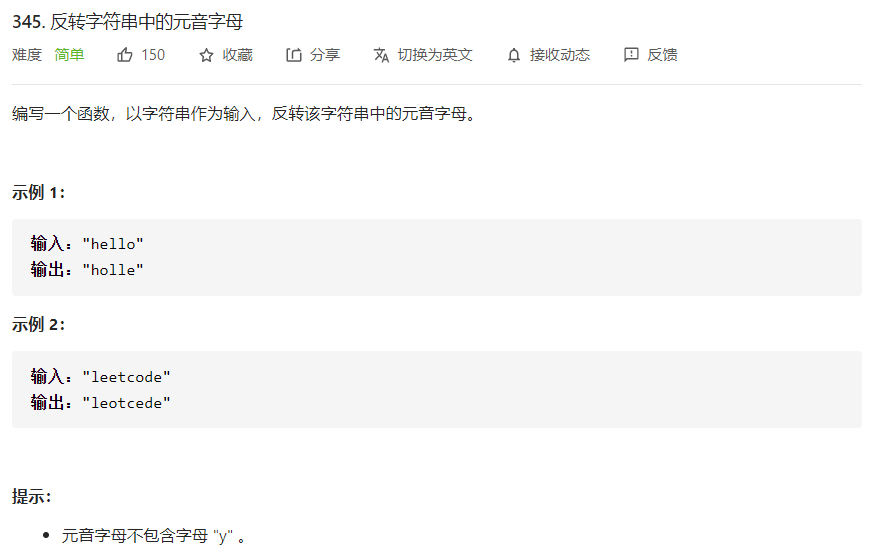 345. 反转字符串中的元音字母
难度 简单 150 收藏 分享 切换为英文 接收动态 反馈
编写一个函数，以字符串作为输入，反转该字符串中的元音字母。
示例 1：
输入："hello"
输出："holle"
示例 2：
输入："leetcode"
输出："leotcede"
提示：
• 元音字母不包含字母 "y" 。